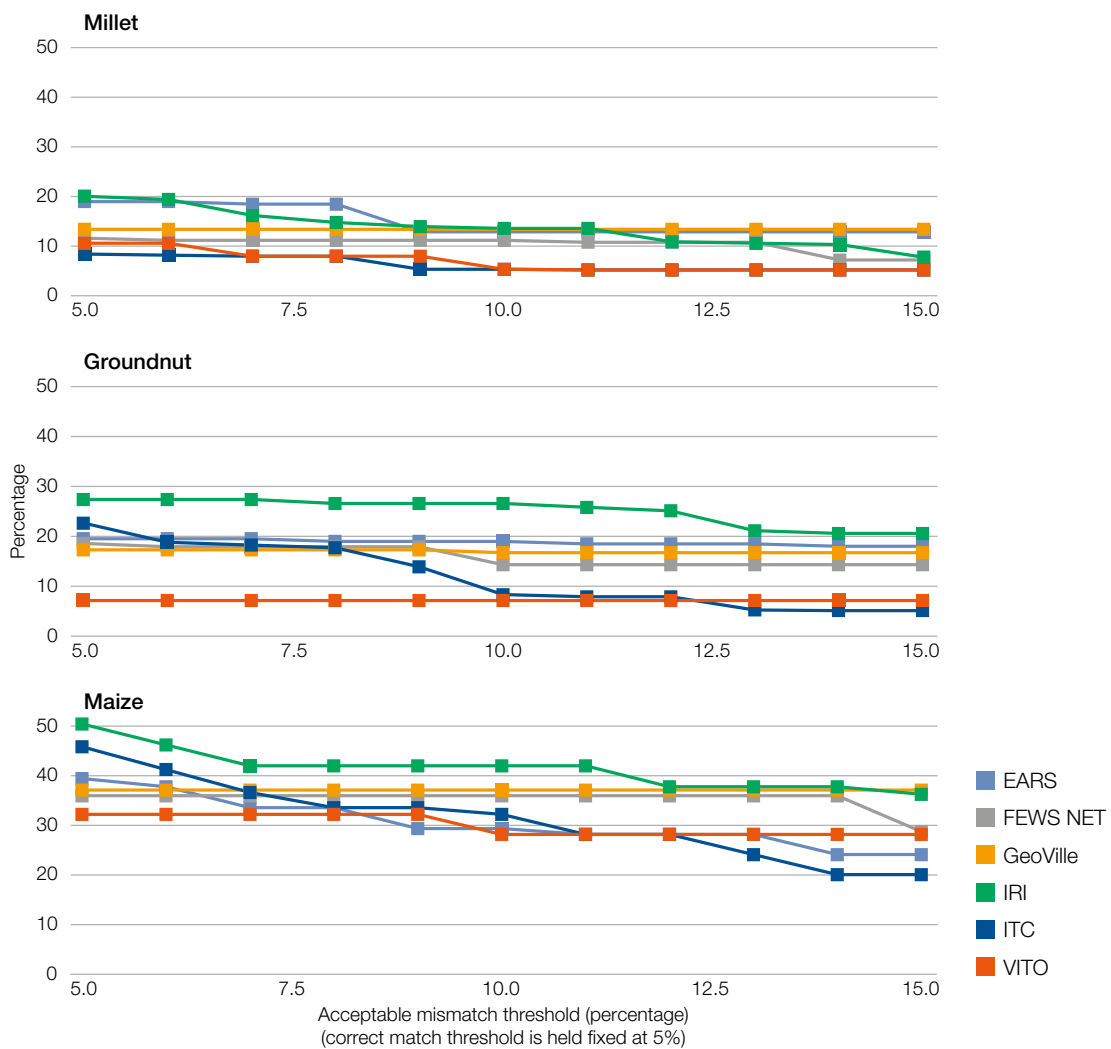 Millet
50
40
30
20
10
0
5.0 7.5 10.0 12.5 15.0
Groundnut
50
40
30
20
10
0
5.0 7.5 10.0 12.5 15.0
Percentage
Maize
50
40
30
20
10
0
5.0 7.5 10.0 12.5 15.0
Acceptable mismatch threshold (percentage)
(correct match threshold is held fixed at 5%)
EARS
FEWS NET
GeoVille
IRI
ITC
VITO